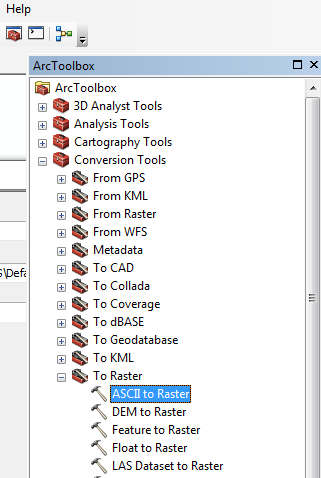 Help
ArcToolbox
ArcToolbox
3D Analyst Tools
Analysis Tools
Cartography Tools
Conversion Tools
From GPS
From KML
From Raster
From WFS
Metadata
To CAD
To Collada
To Coverage
To dBASE
To Geodatabase
To KML
To Raster
ASCII to Raster
DEM to Raster
Feature to Raster
Float to Raster
LAS Dataset to Raster